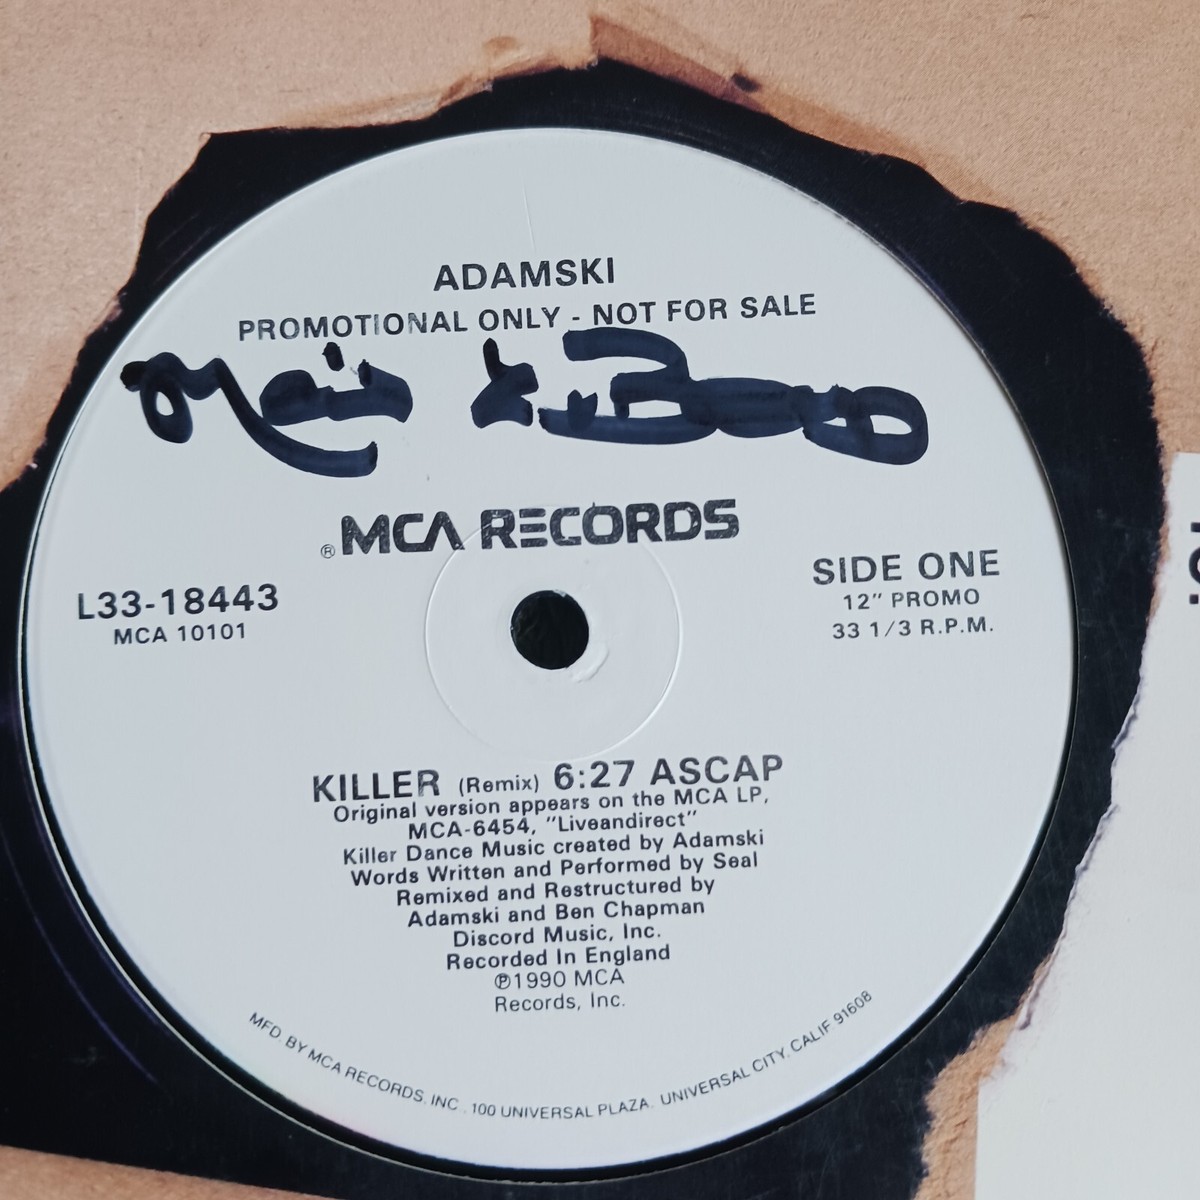 ADAMSKI
PROMOTIONAL ONLY - NOT FOR SALE
® MCA RECORDS
L33-18443
MCA 10101
SIDE ONE
12" PROMO
33 1/3 R.P.M.
KILLER (Remix) 6:27 ASCAP
Original version appears on the MCA LP,
MCA-6454, "Liveandirect"
Killer Dance Music created by Adamski
Words Written and Performed by Seal
Remixed and Restructured by
Adamski and Ben Chapman
Discord Music, Inc.
Recorded In England
℗1990 MCA
Records, Inc.
MFD. BY MCA RECORDS, INC., 100 UNIVERSAL PLAZA. UNIVERSAL CITY, CALIF 91608